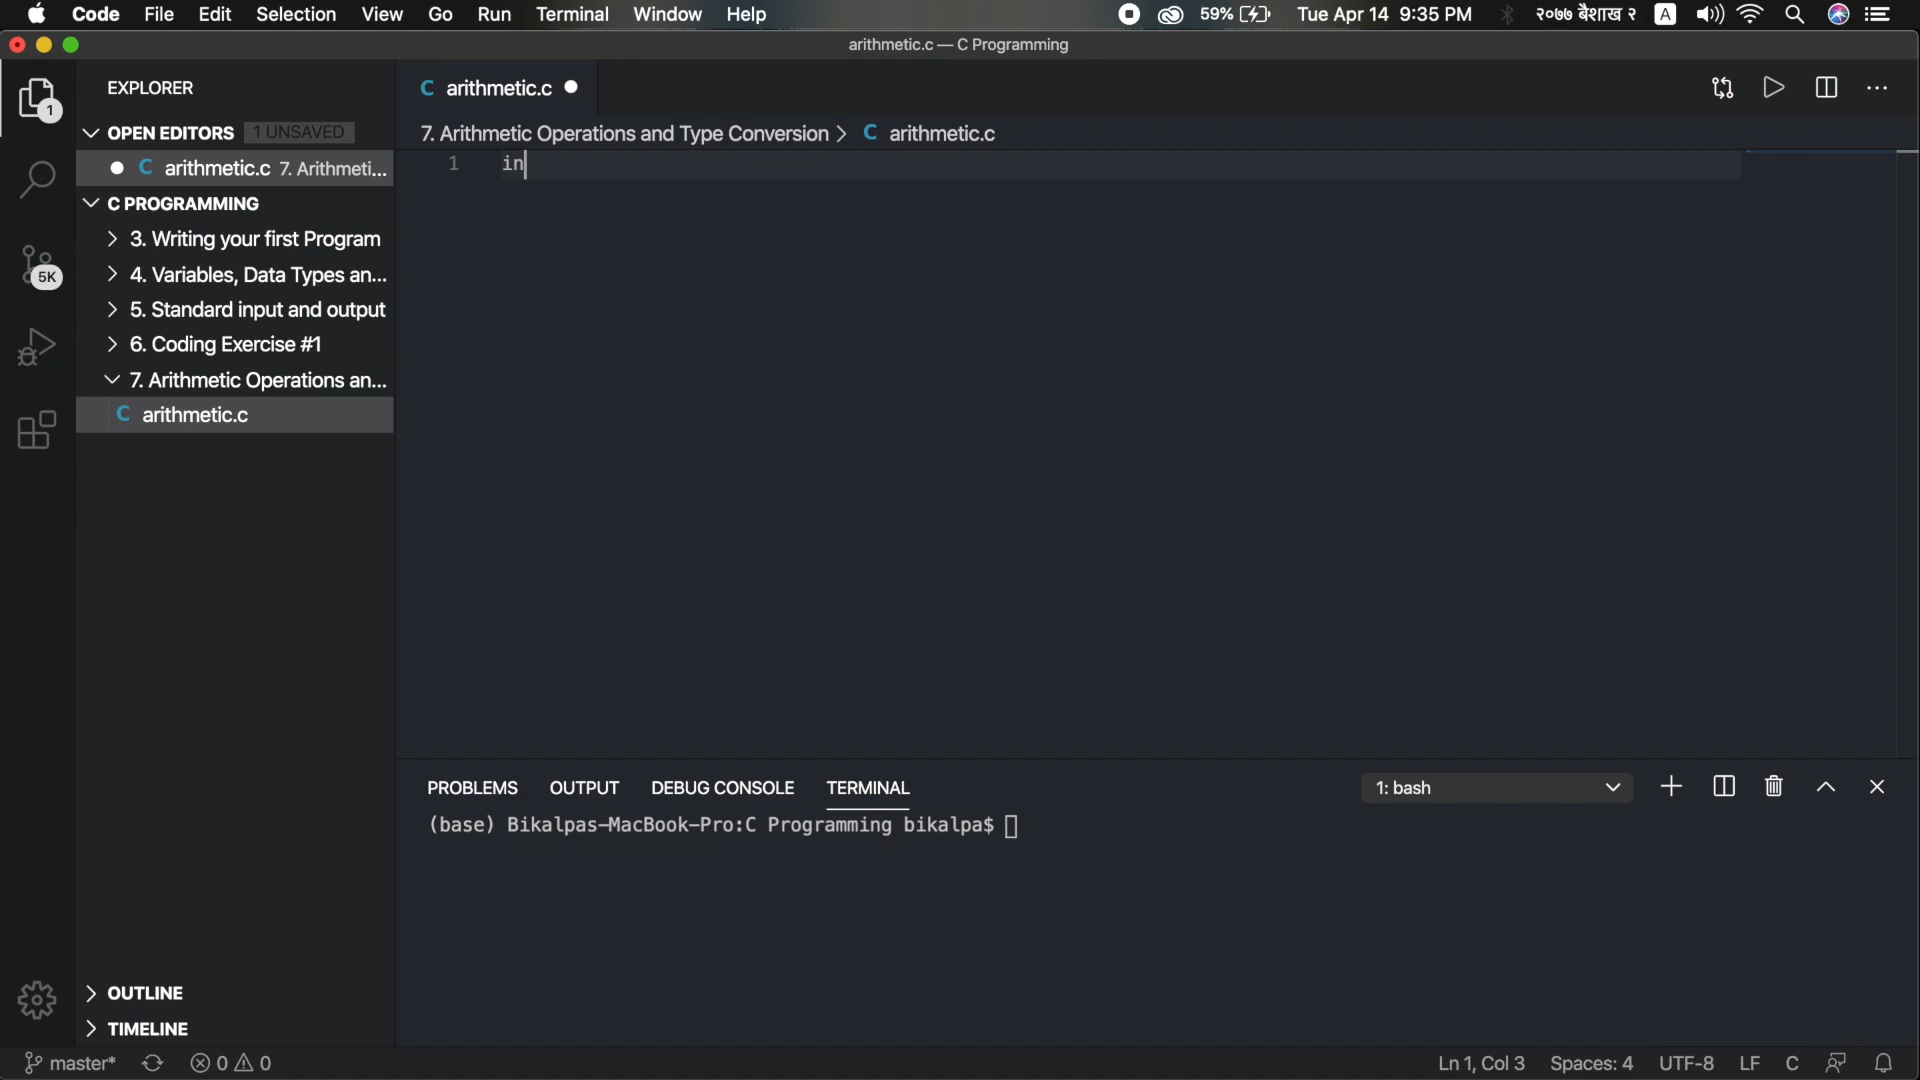 Code File Edit Selection View Go Run Terminal Window Help 59% Tue Apr 14 9:35 PM २०७७ बैशाख २ A
arithmetic.c — C Programming
EXPLORER
1
OPEN EDITORS 1 UNSAVED
C arithmetic.c 7. Arithmeti...
C PROGRAMMING
3. Writing your first Program
4. Variables, Data Types an...
5K
5. Standard input and output
6. Coding Exercise #1
7. Arithmetic Operations an...
C arithmetic.c
OUTLINE
TIMELINE
C arithmetic.c
7. Arithmetic Operations and Type Conversion > C arithmetic.c
1 in
PROBLEMS OUTPUT DEBUG CONSOLE TERMINAL 1: bash
(base) Bikalpas-MacBook-Pro:C Programming bikalpa$
master* 0 0 Ln 1, Col 3 Spaces: 4 UTF-8 LF C